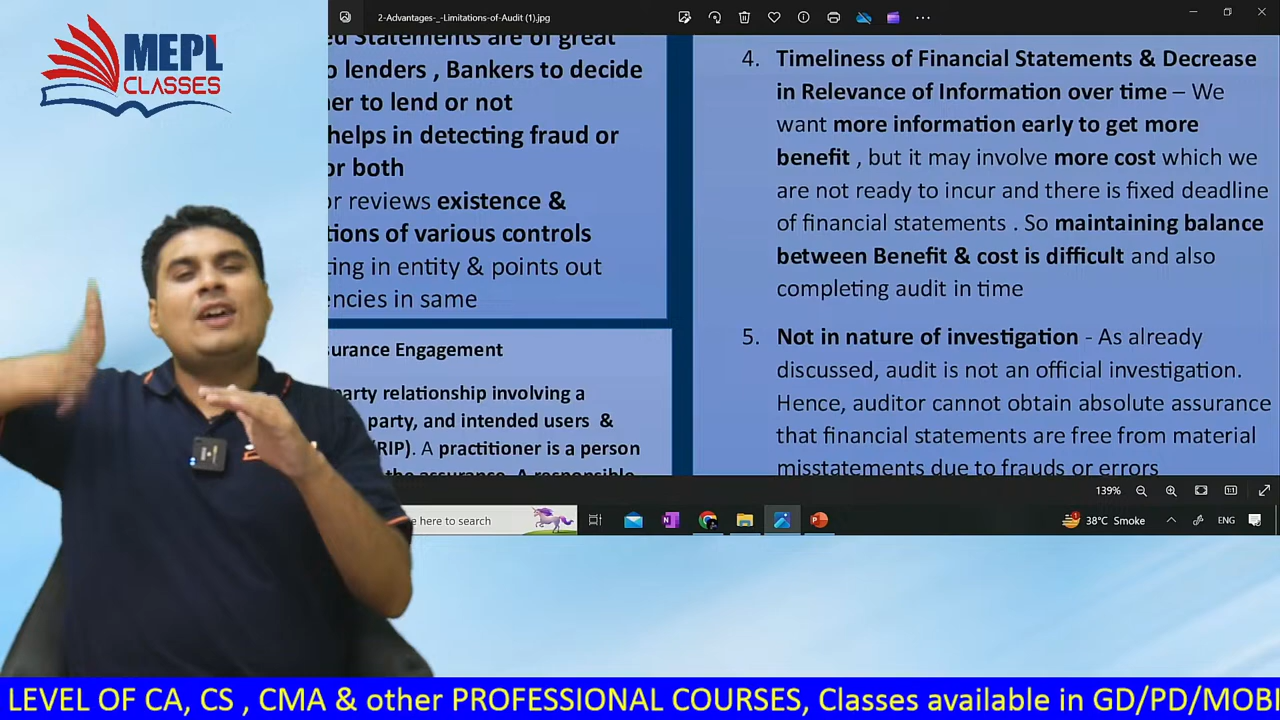 MEPL
CLASSES
2-Advantages-_-Limitations-of-Audit (1).jpg
ed Statements are of great
o lenders , Bankers to decide
er to lend or not
helps in detecting fraud or
or both
or reviews existence &
tions of various controls
ting in entity & points out
encies in same
surance Engagement
party relationship involving a
party, and intended users &
(RIP). A practitioner is a person
the assurance. A responsible
4. Timeliness of Financial Statements & Decrease
in Relevance of Information over time – We
want more information early to get more
benefit , but it may involve more cost which we
are not ready to incur and there is fixed deadline
of financial statements . So maintaining balance
between Benefit & cost is difficult and also
completing audit in time
5. Not in nature of investigation - As already
discussed, audit is not an official investigation.
Hence, auditor cannot obtain absolute assurance
that financial statements are free from material
misstatements due to frauds or errors
139%
1:1
e here to search
38°C Smoke
ENG
LEVEL OF CA, CS , CMA & other PROFESSIONAL COURSES, Classes available in GD/PD/MOBI